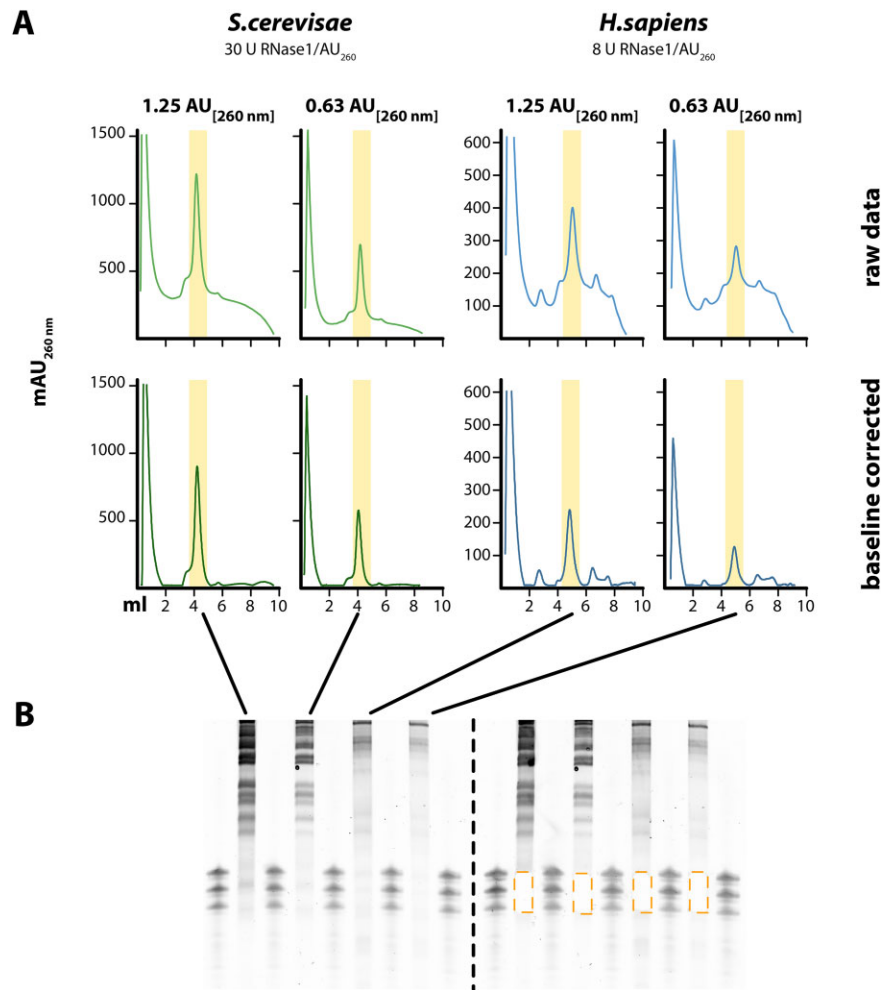 A
S.cerevisae
H.sapiens
30 U RNase1/AU260
8 U RNase1/AU260
1.25 AU[260 nm]
0.63 AU[260 nm]
1.25 AU[260 nm]
0.63 AU[260 nm]
1500
1000
500
600
500
400
300
200
100
raw data
mAU260 nm
1500
1000
500
600
500
400
300
200
100
baseline corrected
ml 2 4 6 8 10
2 4 6 8 10
2 4 6 8 10
2 4 6 8 10
B